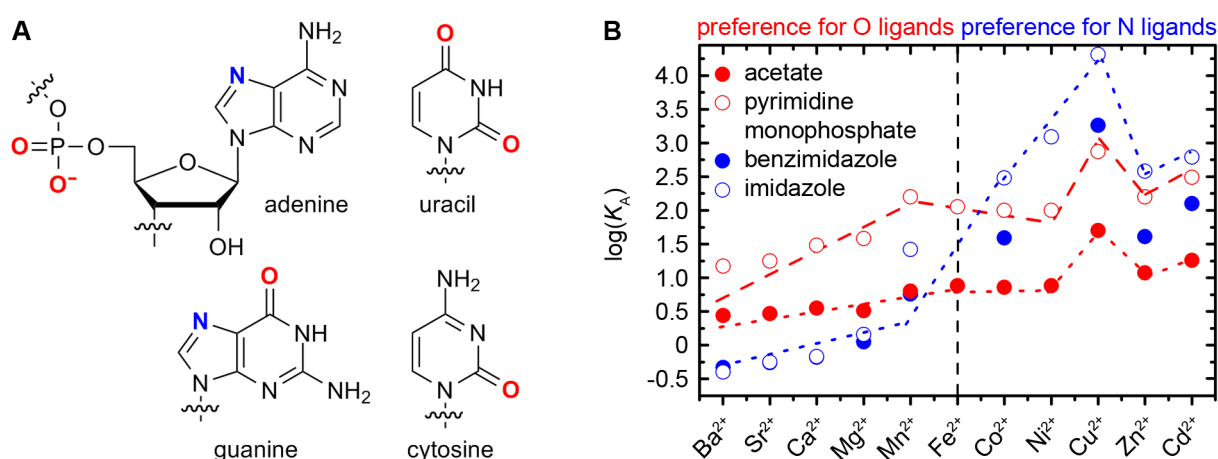 A
NH₂
N
N
N
N
O
O
P
O⁻
O
O
OH
adenine
O
NH
N
O
uracil
O
N
NH
N
N
NH₂
guanine
NH₂
N
N
O
cytosine
B
preference for O ligands
preference for N ligands
acetate
pyrimidine
monophosphate
benzimidazole
imidazole
log(K_A)
4.0
3.5
3.0
2.5
2.0
1.5
1.0
0.5
0
-0.5
Ba²⁺
Sr²⁺
Ca²⁺
Mg²⁺
Mn²⁺
Fe²⁺
Co²⁺
Ni²⁺
Cu²⁺
Zn²⁺
Cd²⁺